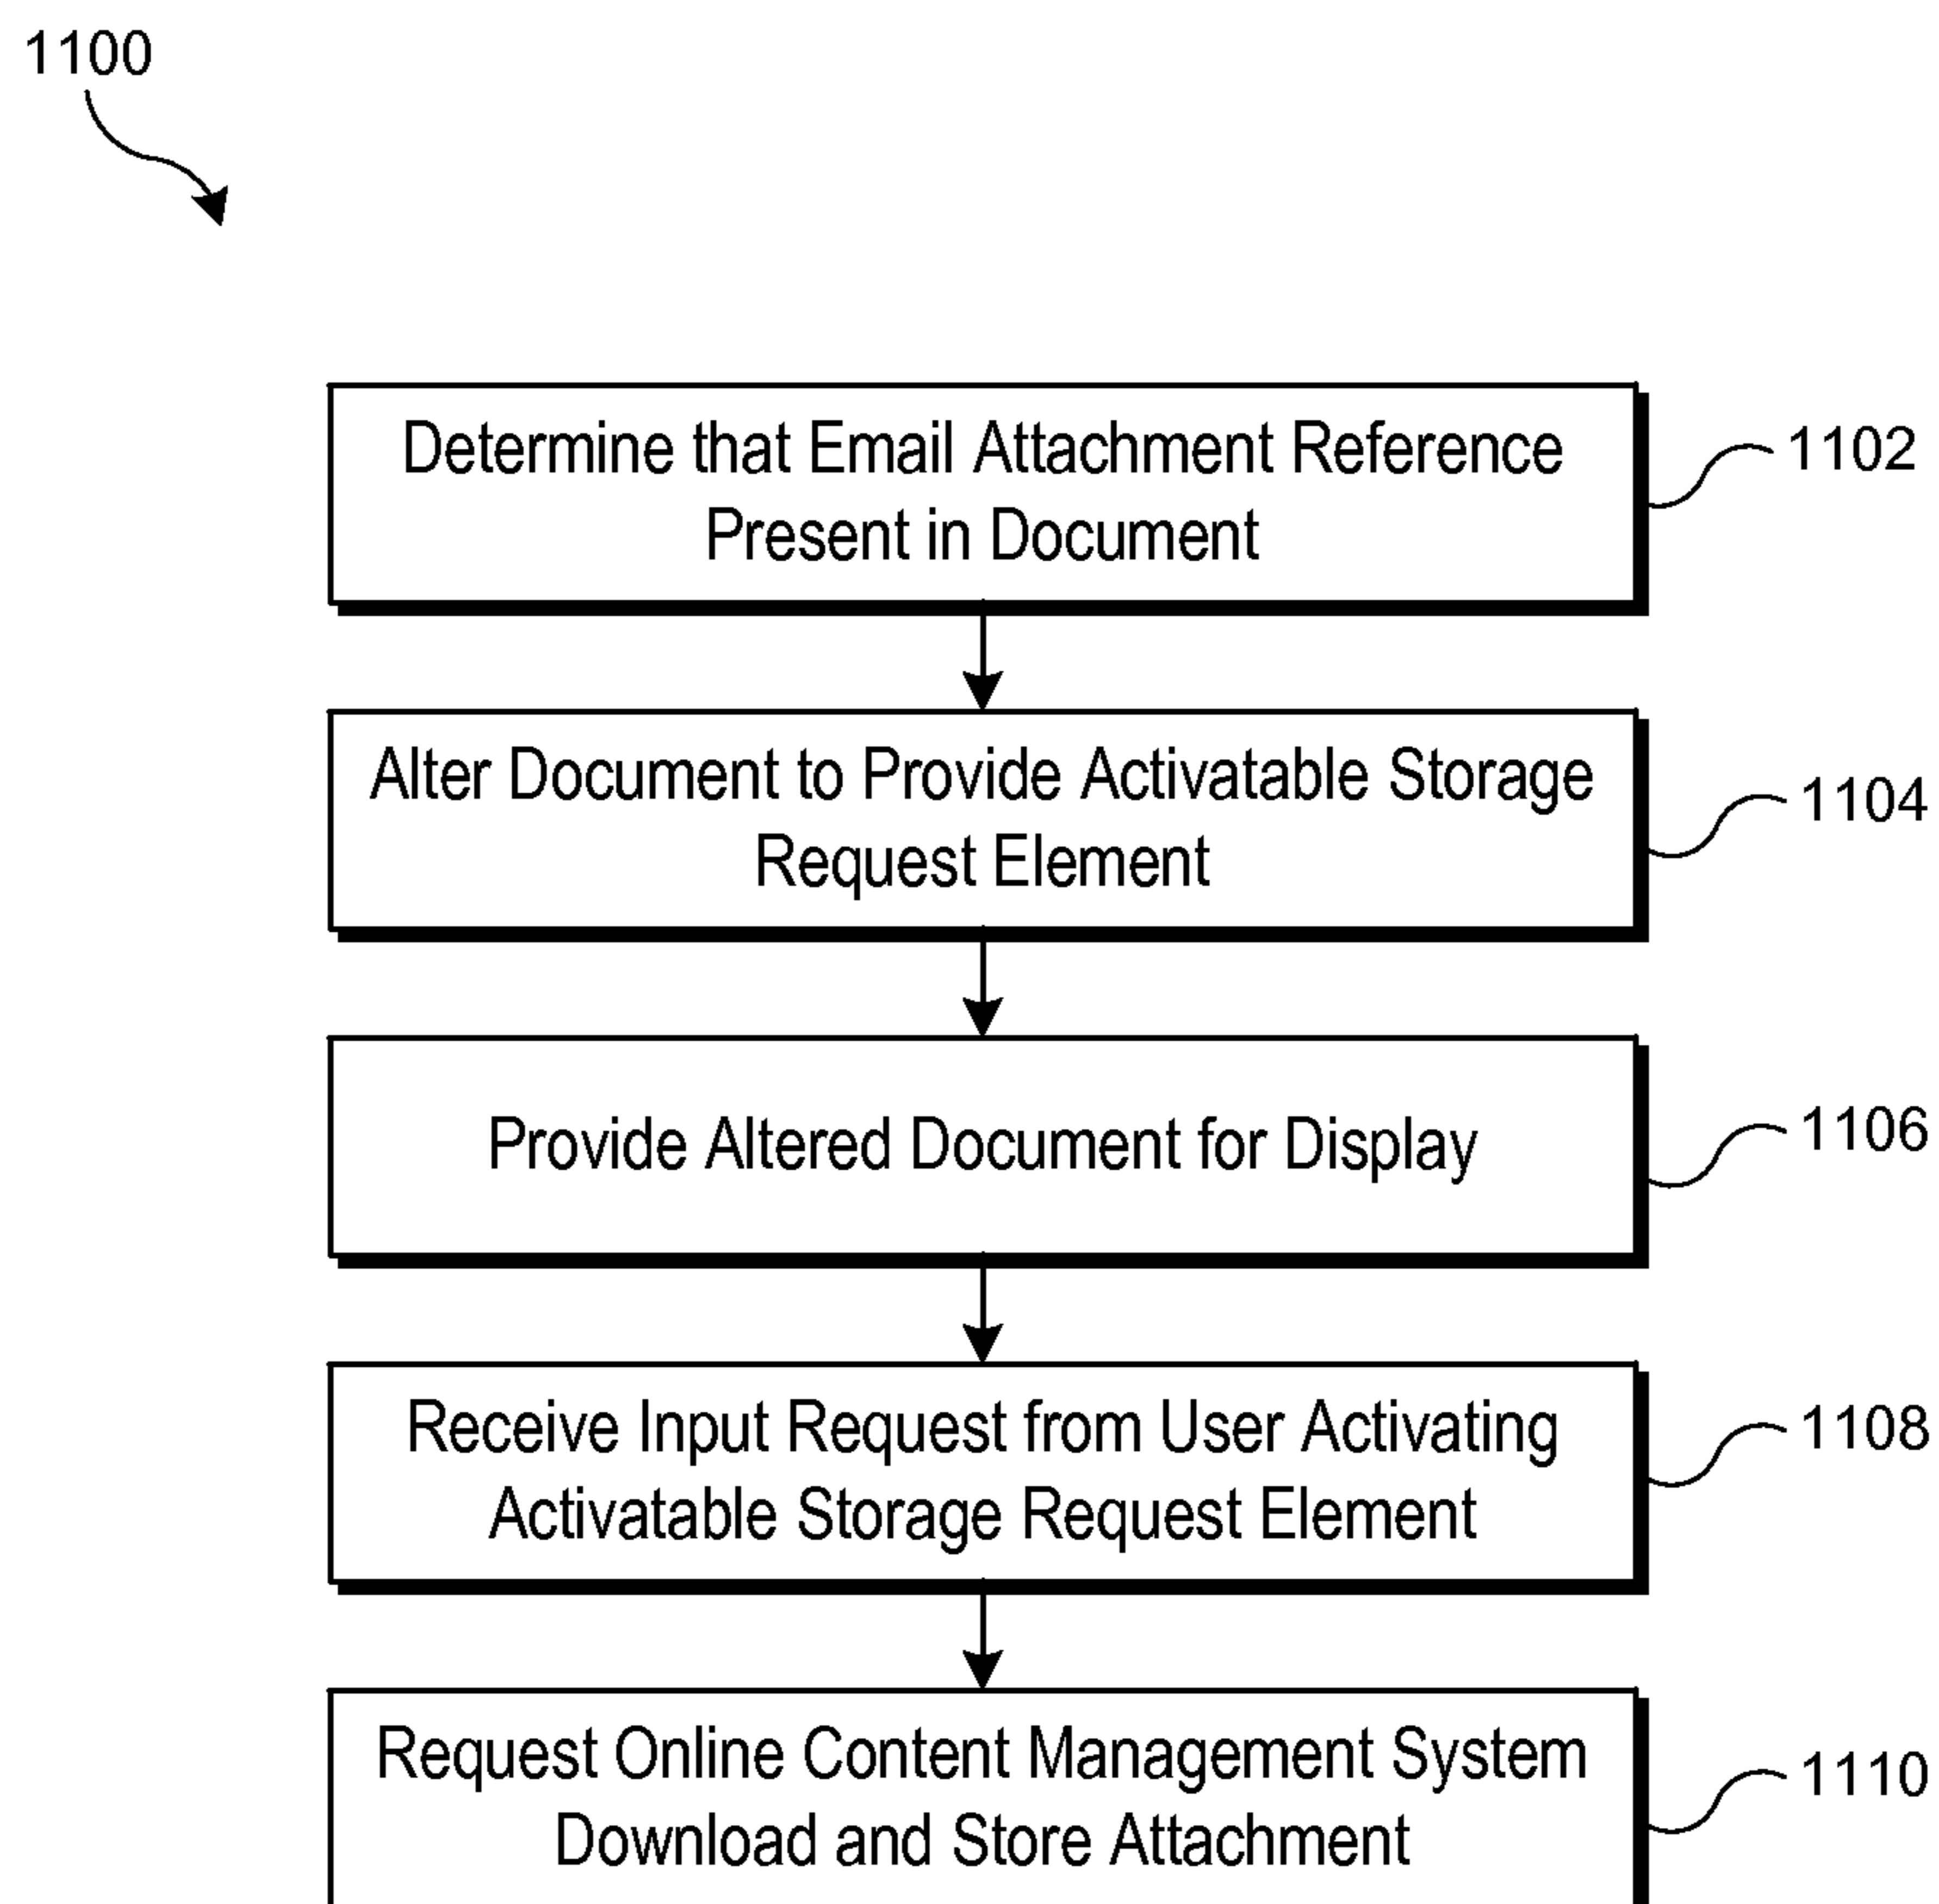 1100
Determine that Email Attachment Reference
Present in Document
1102
Alter Document to Provide Activatable Storage
Request Element
1104
Provide Altered Document for Display
1106
Receive Input Request from User Activating
Activatable Storage Request Element
1108
Request Online Content Management System
Download and Store Attachment
1110